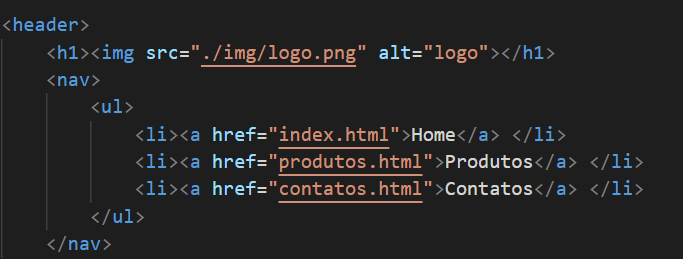 <header>
<h1><img src="./img/logo.png" alt="logo"></h1>
<nav>
<ul>
<li><a href="index.html">Home</a> </li>
<li><a href="produtos.html">Produtos</a> </li>
<li><a href="contatos.html">Contatos</a> </li>
</ul>
</nav>